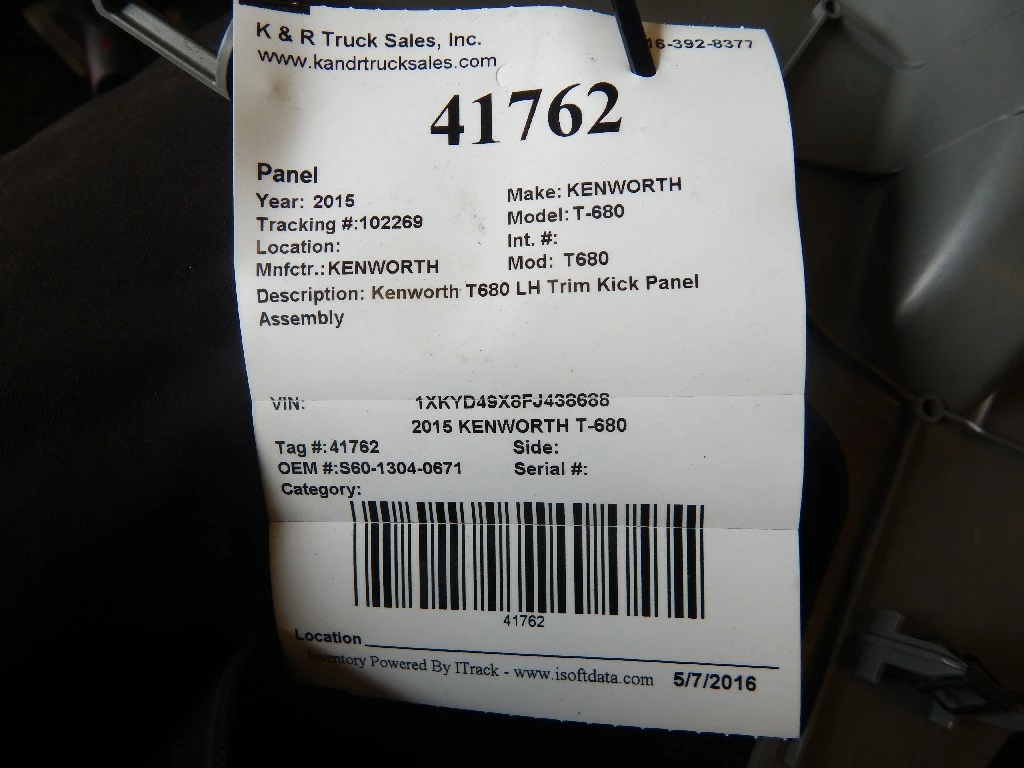 K & R Truck Sales, Inc.
16-392-8377
www.kandrtrucksales.com
41762
Panel
Year: 2015
Make: KENWORTH
Tracking #:102269
Model: T-680
Location:
Int. #:
Mnfctr.: KENWORTH
Mod: T680
Description: Kenworth T680 LH Trim Kick Panel
Assembly
VIN: 1XKYD49X8FJ438688
2015 KENWORTH T-680
Tag #: 41762
Side:
OEM #:S60-1304-0671
Serial #:
Category:
41762
Location
Inventory Powered By ITrack - www.isoftdata.com 5/7/2016